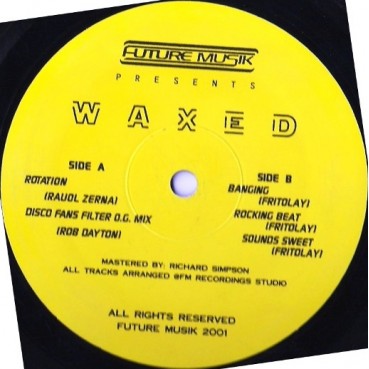 FUTURE MUSIK
PRESENTS
WAXED
SIDE A
ROTATION
(RAUOL ZERNA)
DISCO FANS FILTER O.G. MIX
(ROB DAYTON)
SIDE B
BANGING
(FRITOLAY)
ROCKING BEAT
(FRITOLAY)
SOUNDS SWEET
(FRITOLAY)
MASTERED BY: RICHARD SIMPSON
ALL TRACKS ARRANGED @FM RECORDINGS STUDIO
ALL RIGHTS RESERVED
FUTURE MUSIK 2001